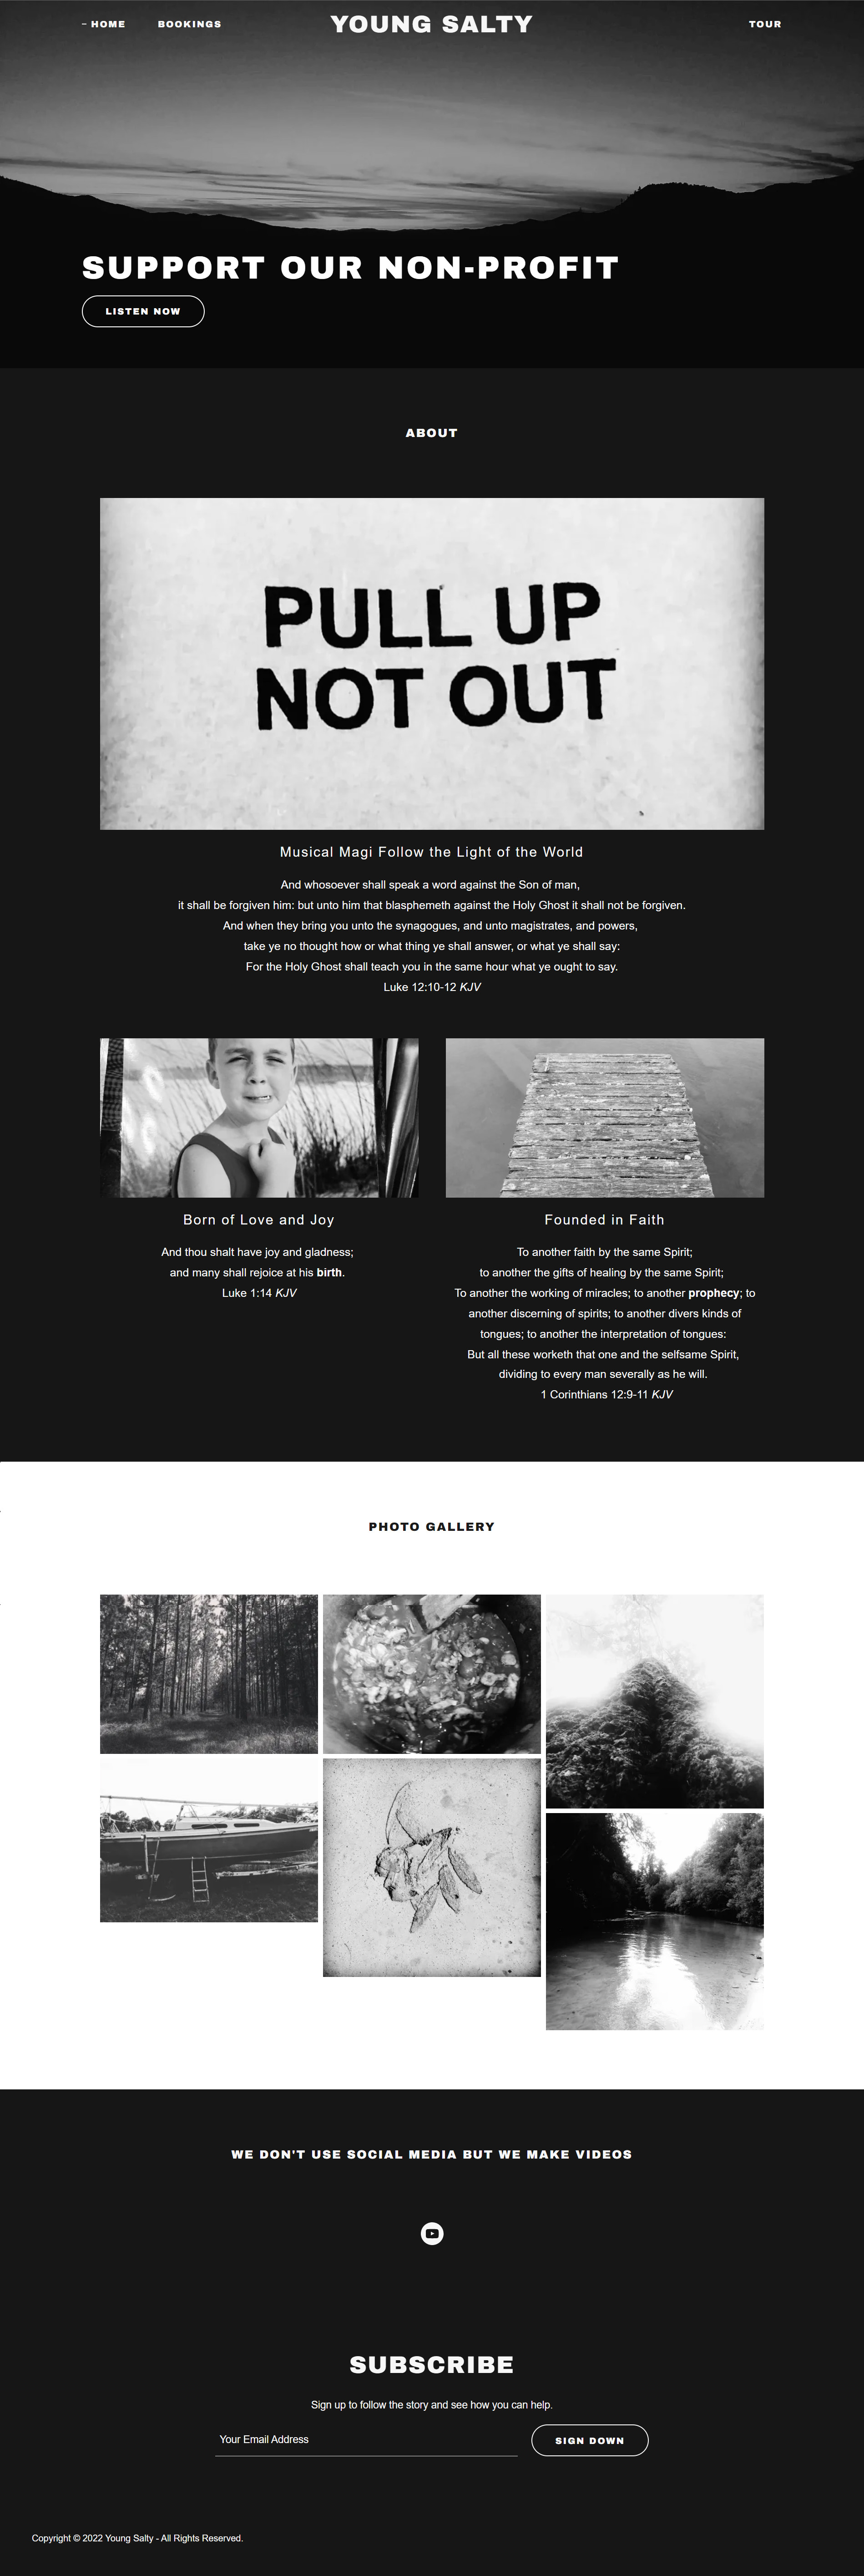 HOME
BOOKINGS
YOUNG SALTY
TOUR
SUPPORT OUR NON-PROFIT
LISTEN NOW
ABOUT
PULL UP
NOT OUT
Musical Magi Follow the Light of the World
And whosoever shall speak a word against the Son of man,
it shall be forgiven him: but unto him that blasphemeth against the Holy Ghost it shall not be forgiven.
And when they bring you unto the synagogues, and unto magistrates, and powers,
take ye no thought how or what thing ye shall answer, or what ye shall say:
For the Holy Ghost shall teach you in the same hour what ye ought to say.
Luke 12:10-12 KJV
Born of Love and Joy
And thou shalt have joy and gladness;
and many shall rejoice at his birth.
Luke 1:14 KJV
Founded in Faith
To another faith by the same Spirit;
to another the gifts of healing by the same Spirit;
To another the working of miracles; to another prophecy; to
another discerning of spirits; to another divers kinds of
tongues; to another the interpretation of tongues:
But all these worketh that one and the selfsame Spirit,
dividing to every man severally as he will.
1 Corinthians 12:9-11 KJV
PHOTO GALLERY
WE DON'T USE SOCIAL MEDIA BUT WE MAKE VIDEOS
SUBSCRIBE
Sign up to follow the story and see how you can help.
Your Email Address
SIGN DOWN
Copyright © 2022 Young Salty - All Rights Reserved.